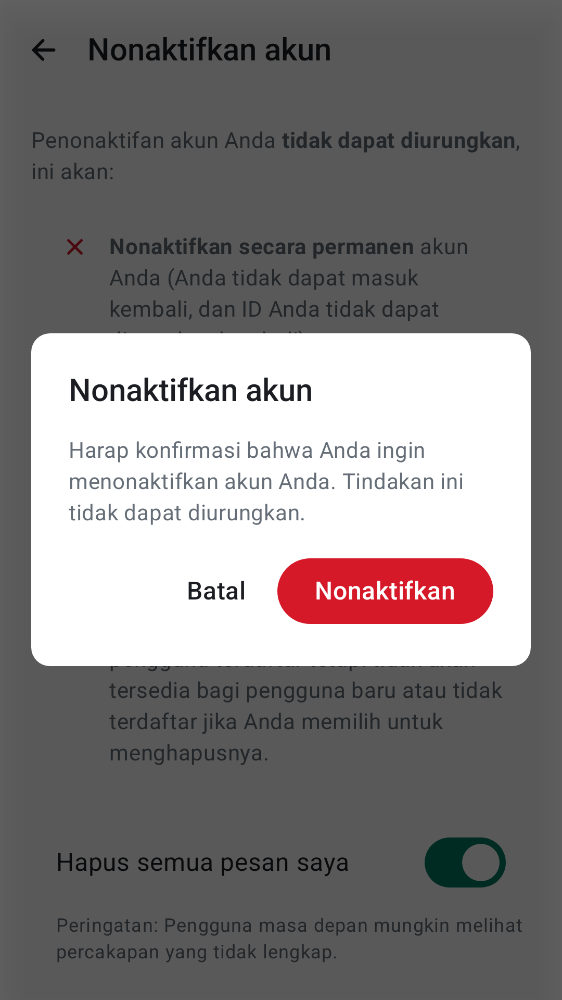 Nonaktifkan akun
Penonaktifan akun Anda tidak dapat diurungkan,
ini akan:
Nonaktifkan secara permanen akun
Anda (Anda tidak dapat masuk
kembali, dan ID Anda tidak dapat
Nonaktifkan akun
Harap konfirmasi bahwa Anda ingin
menonaktifkan akun Anda. Tindakan ini
tidak dapat diurungkan.
Batal
Nonaktifkan
tersedia bagi pengguna baru atau tidak
terdaftar jika Anda memilih untuk
menghapusnya.
Hapus semua pesan saya
Peringatan: Pengguna masa depan mungkin melihat
percakapan yang tidak lengkap.